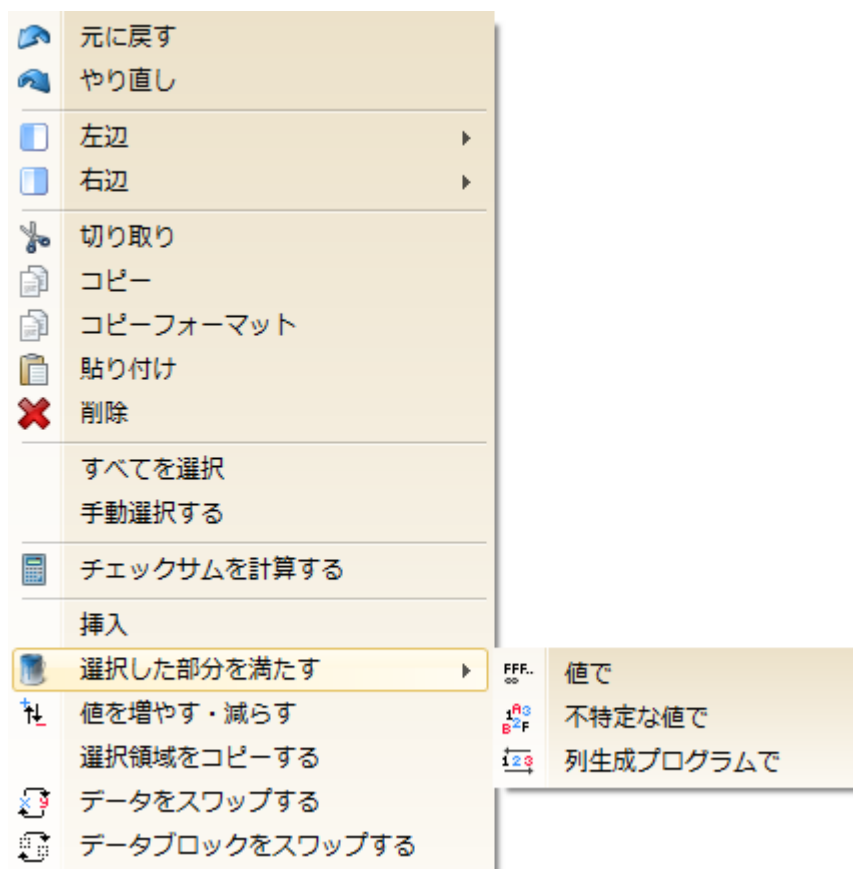 元に戻す
やり直し
左辺
右辺
切り取り
コピー
コピーフォーマット
貼り付け
削除
すべてを選択
手動選択する
チェックサムを計算する
挿入
選択した部分を満たす
値を増やす・減らす
選択領域をコピーする
データをスワップする
データブロックをスワップする
FFF.. 値で
1A3 B2F 不特定な値で
123 列生成プログラムで